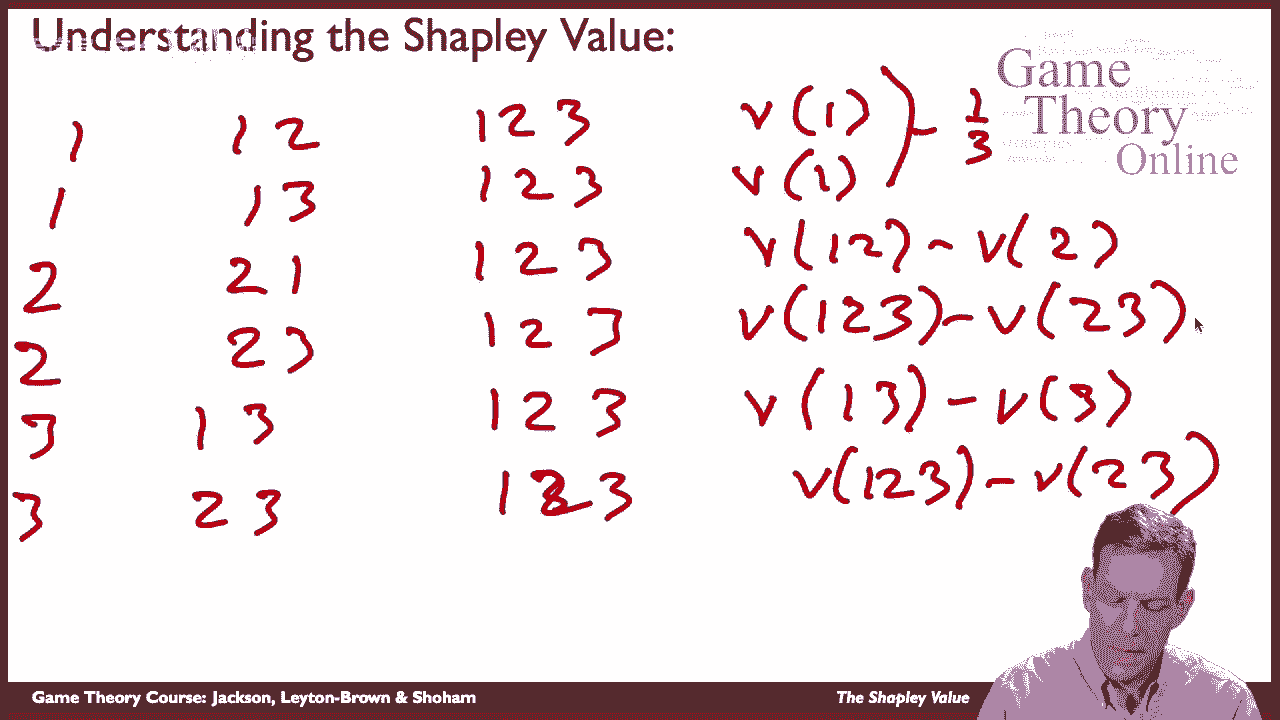 Understanding the Shapley Value:
Game
Theory
Online
1 12 123 v(1) - 1/3
1 13 123 v(1)
2 21 123 v(12) - v(2)
2 23 123 v(123) - v(23)
3 13 123 v(13) - v(3)
3 23 123 v(123) - v(23)
Game Theory Course: Jackson, Leyton-Brown & Shoham The Shapley Value